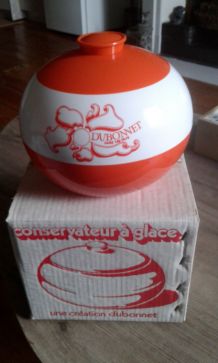 DUBONNET
conservateur à glace
une création dubonnet